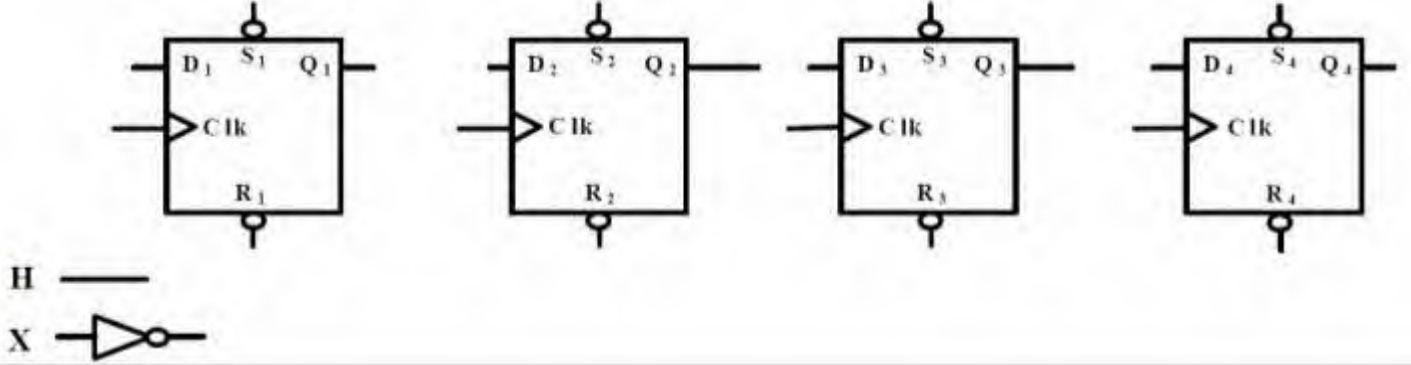 D₁ S₁ Q₁ D₂ S₂ Q₂ D₃ S₃ Q₃ D₄ S₄ Q₄
Clk Clk Clk Clk
R₁ R₂ R₃ R₄
H
X